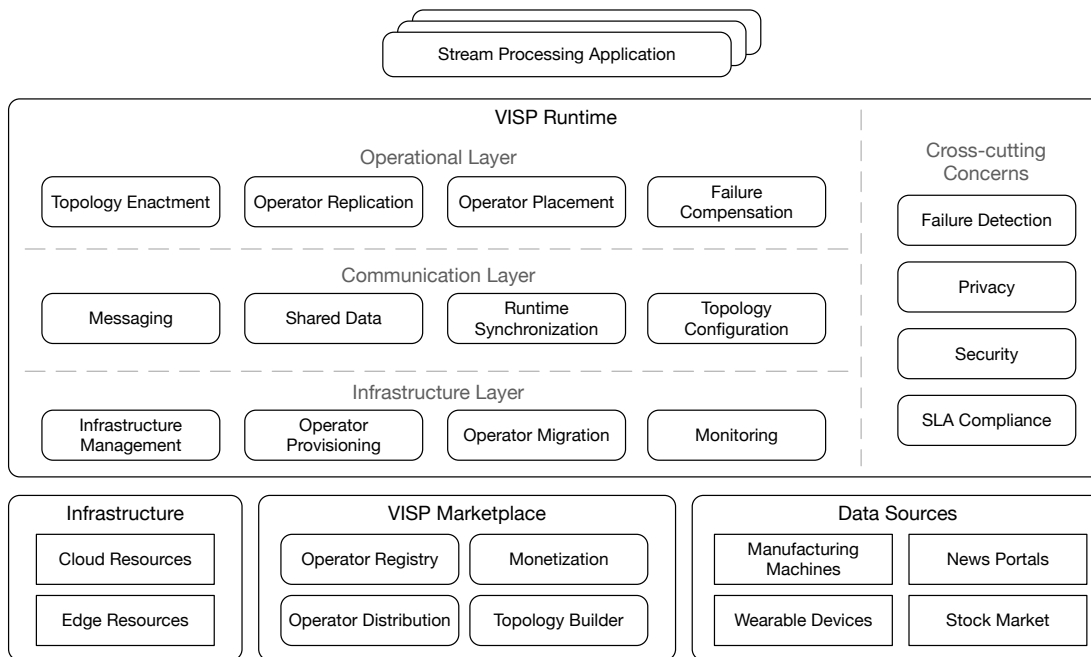 Stream Processing Application
VISP Runtime
Operational Layer
Topology Enactment
Operator Replication
Operator Placement
Failure
Compensation
Communication Layer
Messaging
Shared Data
Runtime
Synchronization
Topology
Configuration
Infrastructure Layer
Infrastructure
Management
Operator
Provisioning
Operator Migration
Monitoring
Cross-cutting
Concerns
Failure Detection
Privacy
Security
SLA Compliance
Infrastructure
Cloud Resources
Edge Resources
VISP Marketplace
Operator Registry
Monetization
Operator Distribution
Topology Builder
Data Sources
Manufacturing
Machines
News Portals
Wearable Devices
Stock Market